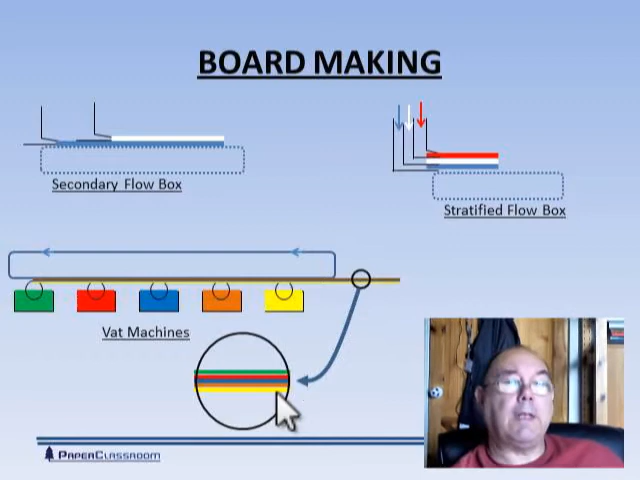 BOARD MAKING
Secondary Flow Box
Stratified Flow Box
Vat Machines
PAPERCLASSROOM